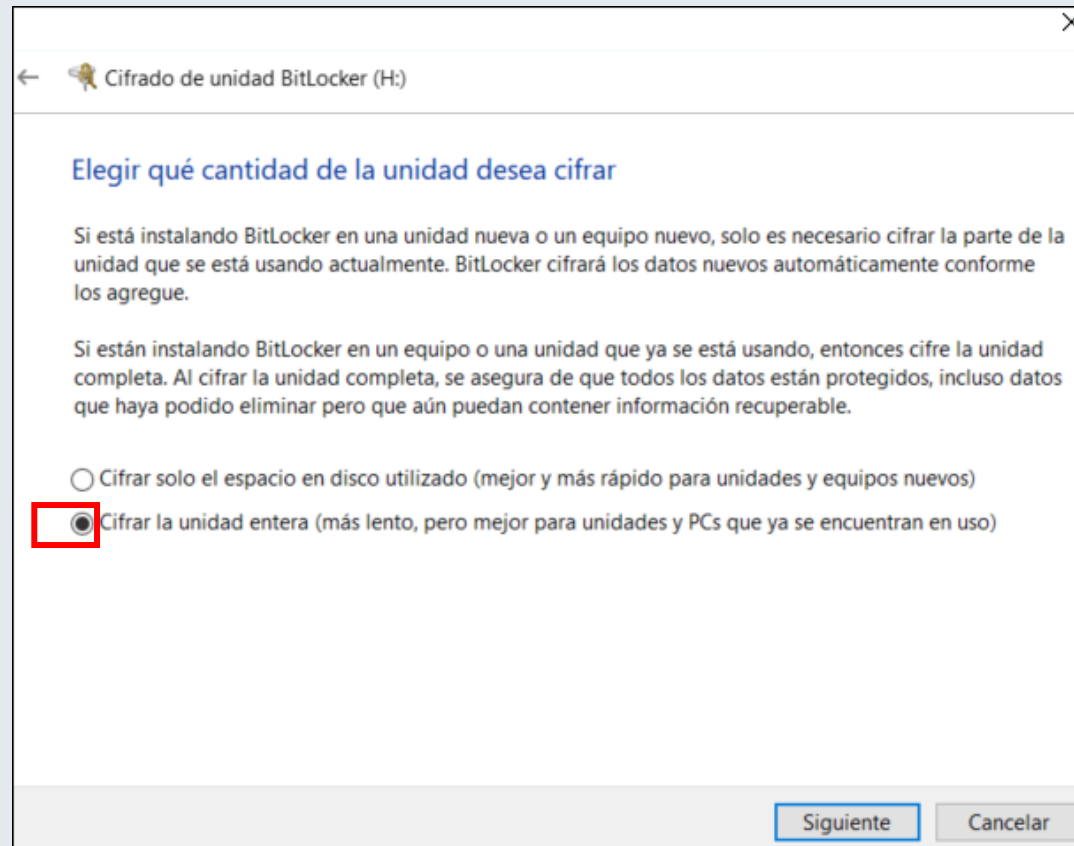 Cifrado de unidad BitLocker (H:)
Elegir qué cantidad de la unidad desea cifrar
Si está instalando BitLocker en una unidad nueva o un equipo nuevo, solo es necesario cifrar la parte de la
unidad que se está usando actualmente. BitLocker cifrará los datos nuevos automáticamente conforme
los agregue.
Si están instalando BitLocker en un equipo o una unidad que ya se está usando, entonces cifre la unidad
completa. Al cifrar la unidad completa, se asegura de que todos los datos están protegidos, incluso datos
que haya podido eliminar pero que aún puedan contener información recuperable.
Cifrar solo el espacio en disco utilizado (mejor y más rápido para unidades y equipos nuevos)
Cifrar la unidad entera (más lento, pero mejor para unidades y PCs que ya se encuentran en uso)
Siguiente Cancelar